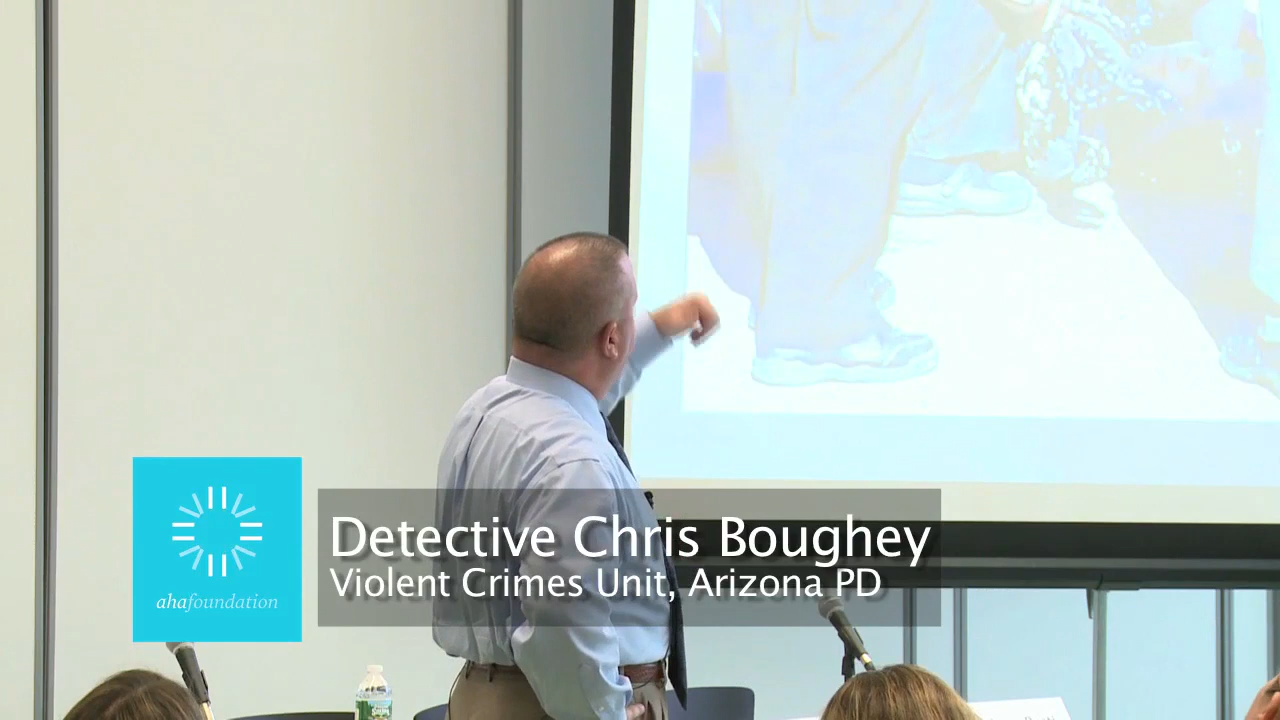 Detective Chris Boughey
Violent Crimes Unit, Arizona PD
ahafoundation